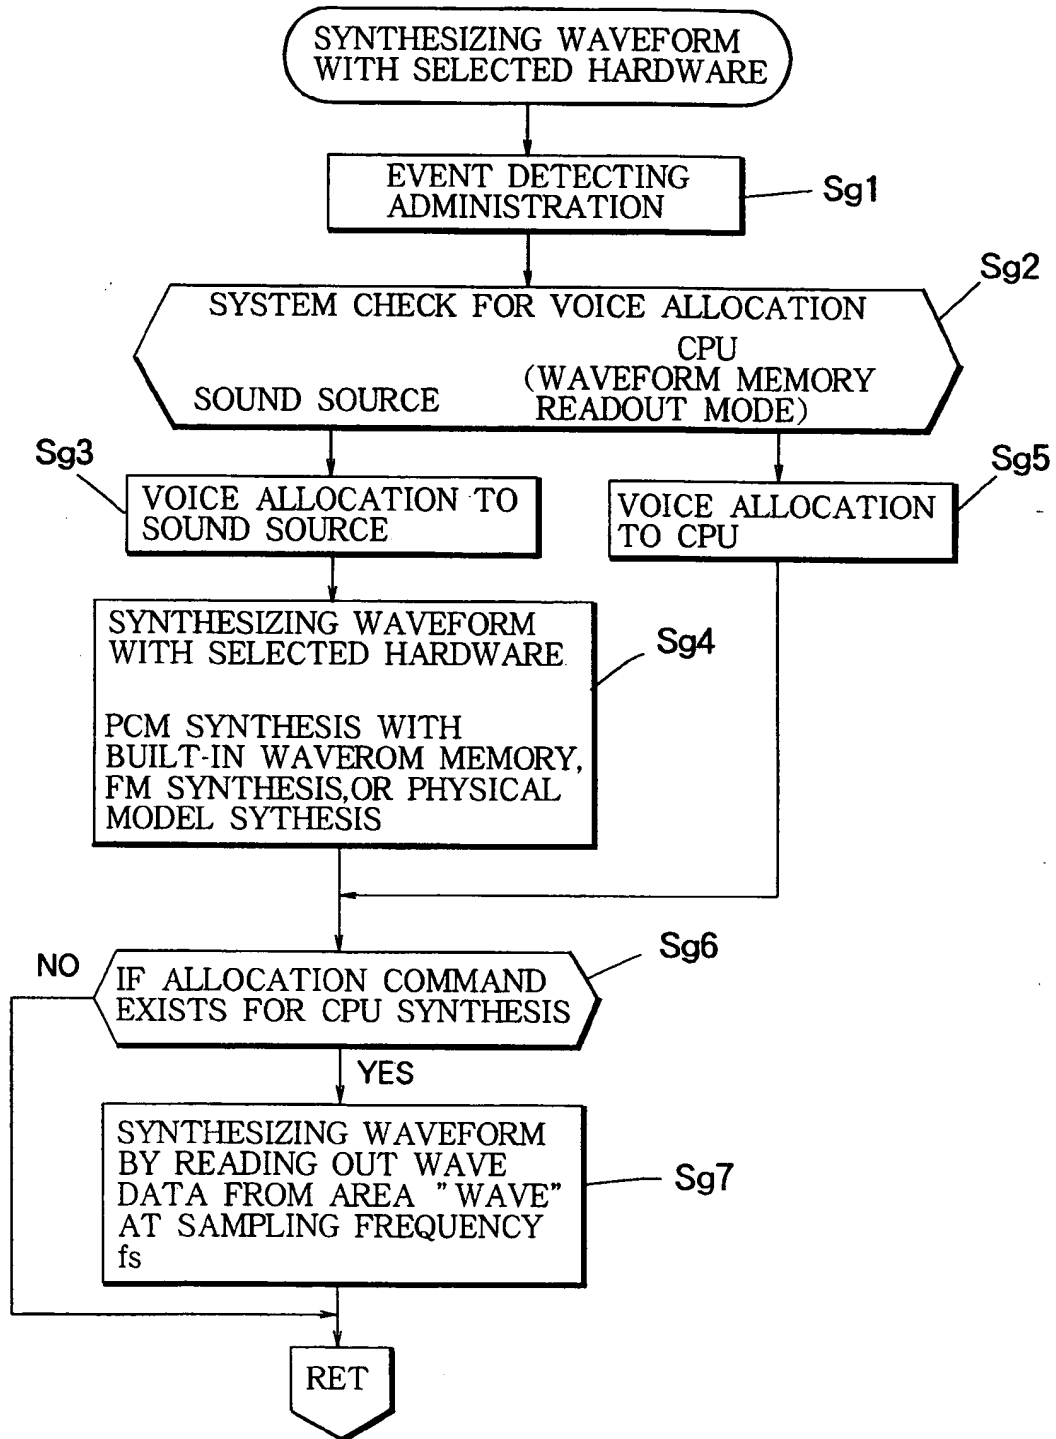 SYNTHESIZING WAVEFORM
WITH SELECTED HARDWARE
EVENT DETECTING
ADMINISTRATION
Sg1
Sg2
SYSTEM CHECK FOR VOICE ALLOCATION
CPU
(WAVEFORM MEMORY
READOUT MODE)
SOUND SOURCE
Sg3
VOICE ALLOCATION TO
SOUND SOURCE
Sg5
VOICE ALLOCATION
TO CPU
SYNTHESIZING WAVEFORM
WITH SELECTED HARDWARE
Sg4
PCM SYNTHESIS WITH
BUILT-IN WAVEROM MEMORY,
FM SYNTHESIS,OR PHYSICAL
MODEL SYTHESIS
Sg6
NO
IF ALLOCATION COMMAND
EXISTS FOR CPU SYNTHESIS
YES
SYNTHESIZING WAVEFORM
BY READING OUT WAVE
DATA FROM AREA "WAVE"
AT SAMPLING FREQUENCY
fs
Sg7
RET